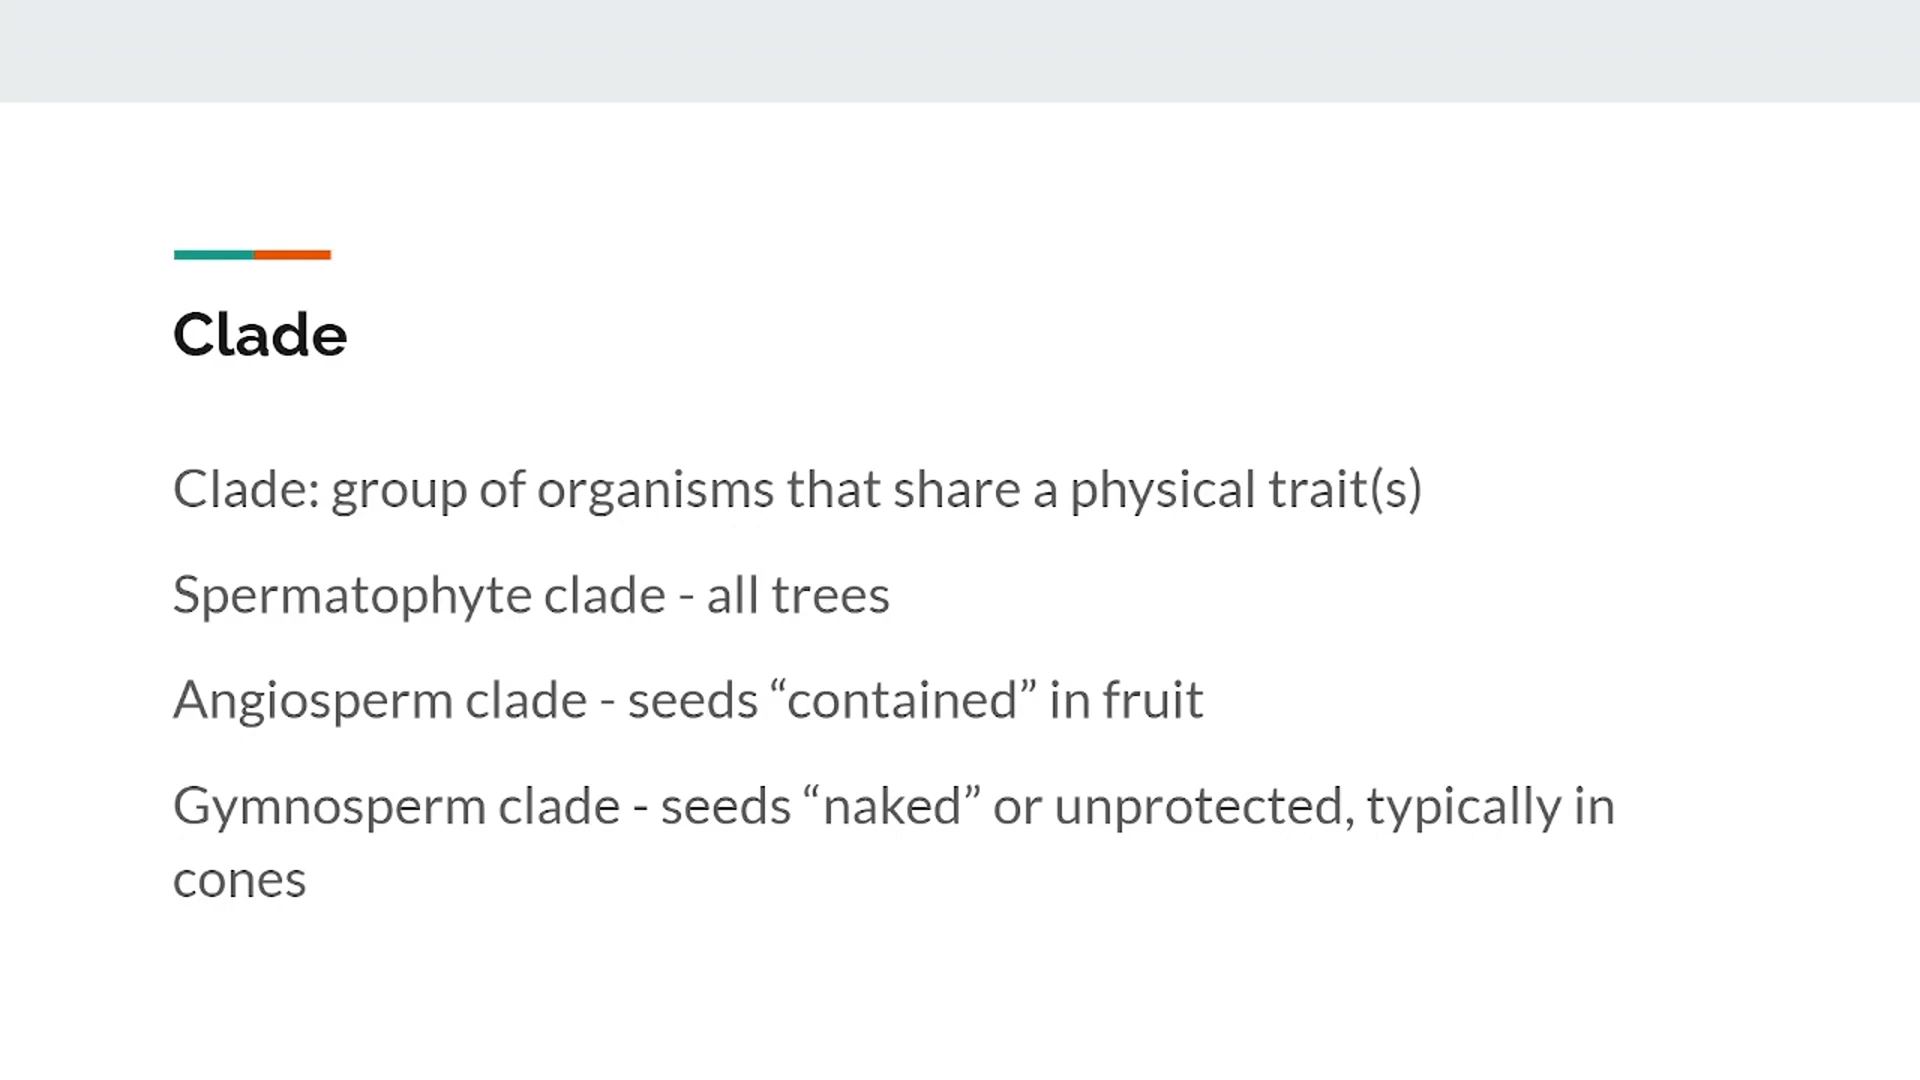 Clade
Clade: group of organisms that share a physical trait(s)
Spermatophyte clade - all trees
Angiosperm clade - seeds “contained” in fruit
Gymnosperm clade - seeds “naked” or unprotected, typically in
cones